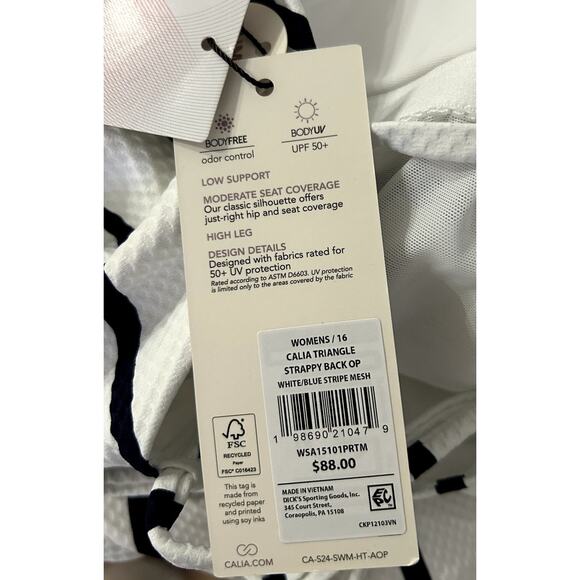 BODYFREE
odor control
BODYUV
UPF 50+
LOW SUPPORT
MODERATE SEAT COVERAGE
Our classic silhouette offers
just-right hip and seat coverage
HIGH LEG
DESIGN DETAILS
Designed with fabrics rated for
50+ UV protection
Rated according to ASTM D6603. UV protection
is limited only to the areas covered by the fabric
WOMENS / 16
CALIA TRIANGLE
STRAPPY BACK OP
WHITE/BLUE STRIPE MESH
1 98690 21047 9
WSA15101PRTM
$88.00
MADE IN VIETNAM
DICK'S Sporting Goods, Inc.
345 Court Street,
Coraopolis, PA 15108
CKP12103VN
FSC
RECYCLED
Paper
FSC® C016423
This tag is
made from
recycled paper
and printed
using soy inks
CALIA.COM
CA-S24-SWM-HT-AOP